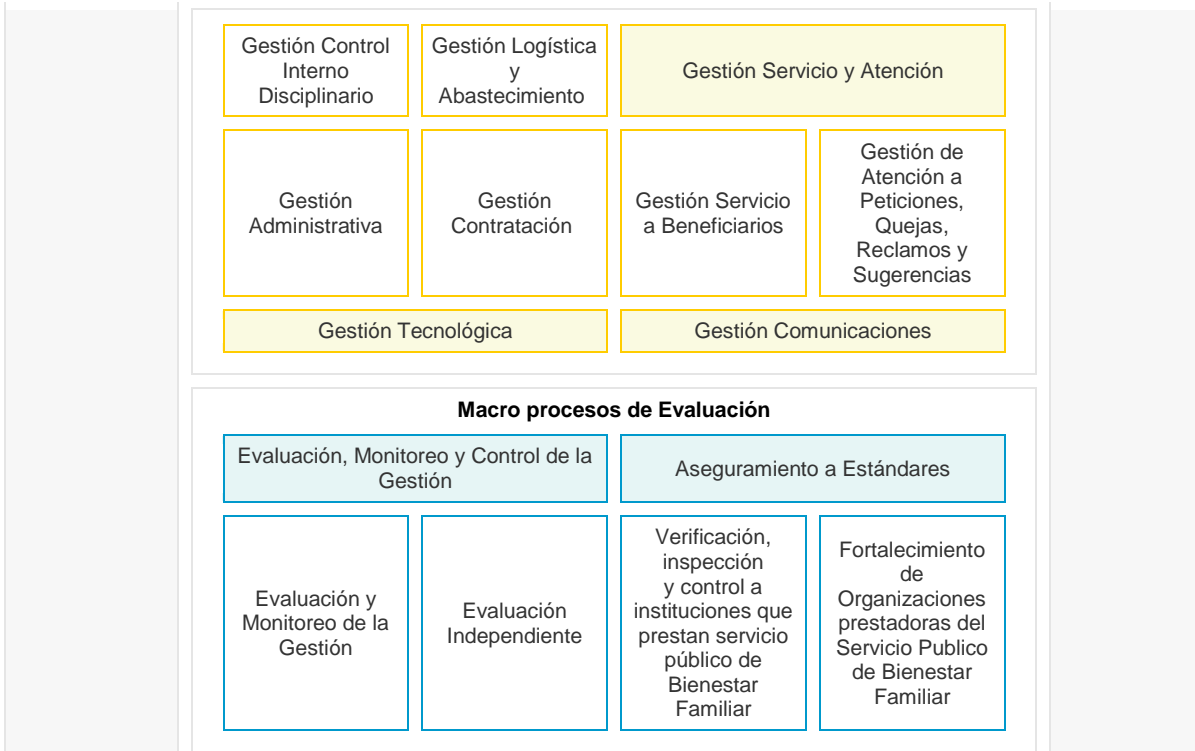 Gestión Control
Interno
Disciplinario
Gestión Logística
y
Abastecimiento
Gestión Servicio y Atención
Gestión
Administrativa
Gestión
Contratación
Gestión Servicio
a Beneficiarios
Gestión de
Atención a
Peticiones,
Quejas,
Reclamos y
Sugerencias
Gestión Tecnológica
Gestión Comunicaciones
Macro procesos de Evaluación
Evaluación, Monitoreo y Control de la
Gestión
Aseguramiento a Estándares
Evaluación y
Monitoreo de la
Gestión
Evaluación
Independiente
Verificación,
inspección
y control a
instituciones que
prestan servicio
público de
Bienestar
Familiar
Fortalecimiento
de
Organizaciones
prestadoras del
Servicio Publico
de Bienestar
Familiar